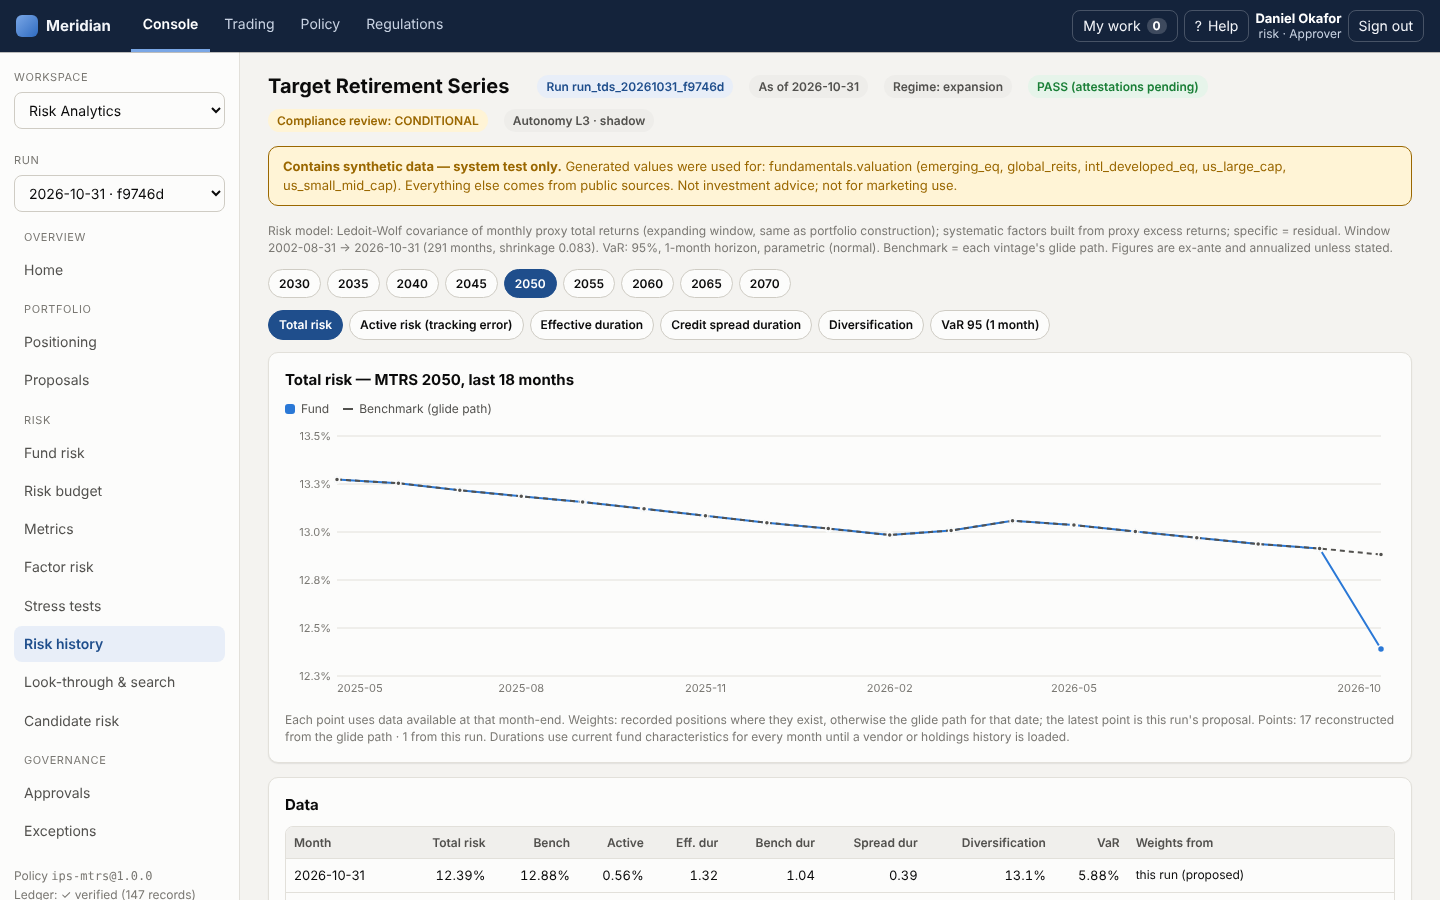 Meridian
Console
Trading
Policy
Regulations
My work 0
? Help
Daniel Okafor
risk · Approver
Sign out
WORKSPACE
Risk Analytics
RUN
2026-10-31 · f9746d
OVERVIEW
Home
PORTFOLIO
Positioning
Proposals
RISK
Fund risk
Risk budget
Metrics
Factor risk
Stress tests
Risk history
Look-through & search
Candidate risk
GOVERNANCE
Approvals
Exceptions
Policy ips-mtrs@1.0.0
Ledger: ✓ verified (147 records)
Target Retirement Series
Run run_tds_20261031_f9746d
As of 2026-10-31
Regime: expansion
PASS (attestations pending)
Compliance review: CONDITIONAL
Autonomy L3 · shadow
Contains synthetic data — system test only. Generated values were used for: fundamentals.valuation (emerging_eq, global_reits, intl_developed_eq, us_large_cap,
us_small_mid_cap). Everything else comes from public sources. Not investment advice; not for marketing use.
Risk model: Ledoit-Wolf covariance of monthly proxy total returns (expanding window, same as portfolio construction); systematic factors built from proxy excess returns; specific = residual. Window
2002-08-31 → 2026-10-31 (291 months, shrinkage 0.083). VaR: 95%, 1-month horizon, parametric (normal). Benchmark = each vintage's glide path. Figures are ex-ante and annualized unless stated.
2030 2035 2040 2045 2050 2055 2060 2065 2070
Total risk
Active risk (tracking error)
Effective duration
Credit spread duration
Diversification
VaR 95 (1 month)
Total risk — MTRS 2050, last 18 months
Fund
Benchmark (glide path)
13.5%
13.3%
13.0%
12.8%
12.5%
12.3%
2025-05 2025-08 2025-11 2026-02 2026-05 2026-10
Each point uses data available at that month-end. Weights: recorded positions where they exist, otherwise the glide path for that date; the latest point is this run's proposal. Points: 17 reconstructed
from the glide path · 1 from this run. Durations use current fund characteristics for every month until a vendor or holdings history is loaded.
Data
Month Total risk Bench Active Eff. dur Bench dur Spread dur Diversification VaR Weights from
2026-10-31 12.39% 12.88% 0.56% 1.32 1.04 0.39 13.1% 5.88% this run (proposed)